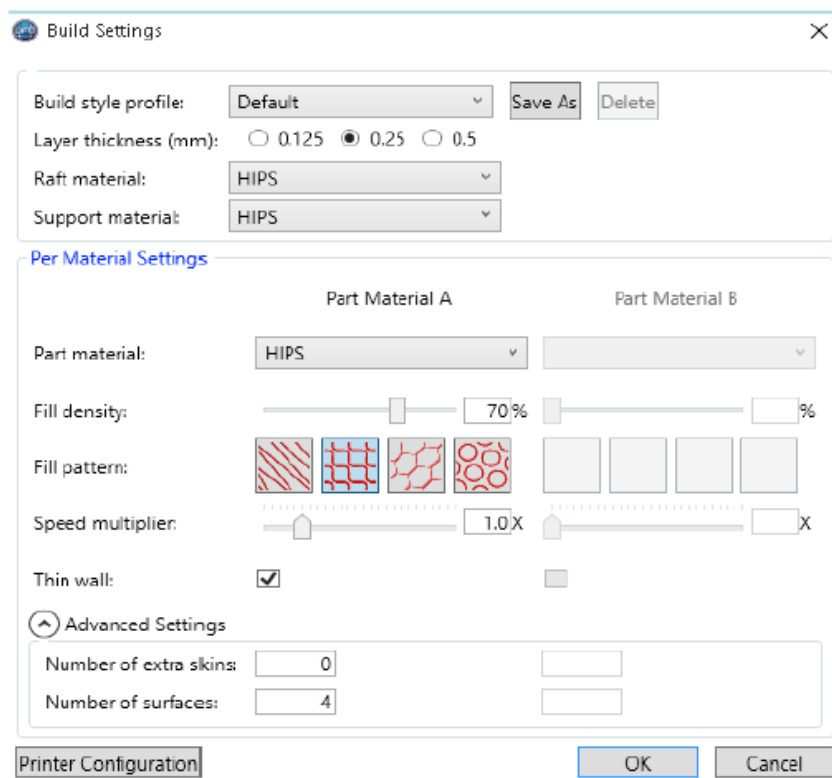 Build Settings
Build style profile: Default Save As Delete
Layer thickness (mm): 0.125 0.25 0.5
Raft material: HIPS
Support material: HIPS
Per Material Settings
Part Material A Part Material B
Part material: HIPS
Fill density: 70 % %
Fill pattern:
Speed multiplier: 1.0 X X
Thin wall:
Advanced Settings
Number of extra skins: 0
Number of surfaces: 4
Printer Configuration OK Cancel